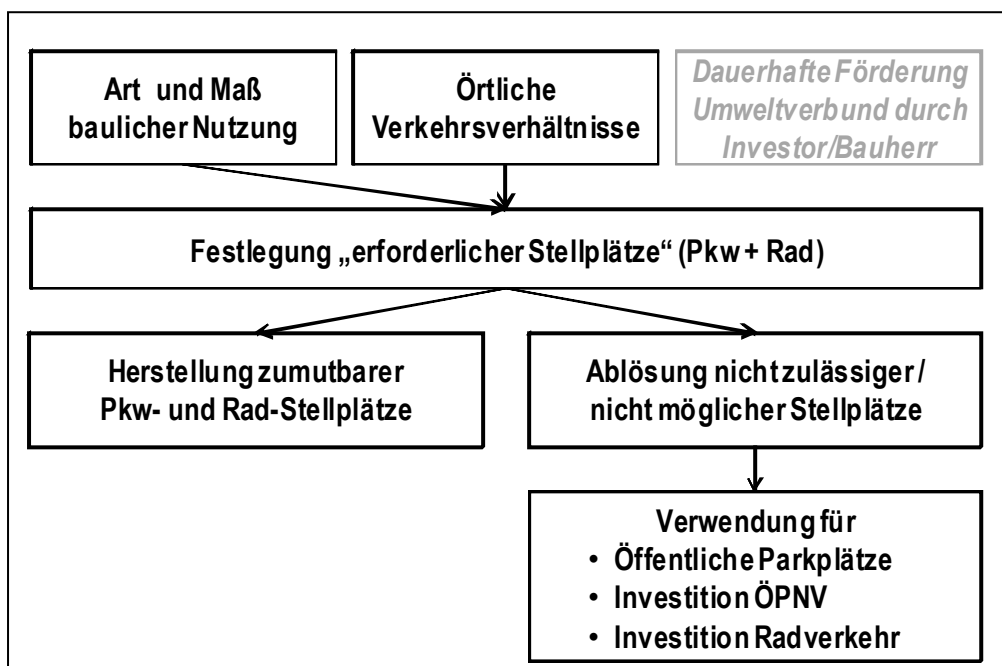 Art und Maß
baulicher Nutzung
Örtliche
Verkehrsverhältnisse
Dauerhafte Förderung
Umweltverbund durch
Investor/Bauherr
Festlegung „erforderlicher Stellplätze“ (Pkw + Rad)
Herstellung zumutbarer
Pkw- und Rad-Stellplätze
Ablösung nicht zulässiger /
nicht möglicher Stellplätze
Verwendung für
• Öffentliche Parkplätze
• Investition ÖPNV
• Investition Radverkehr